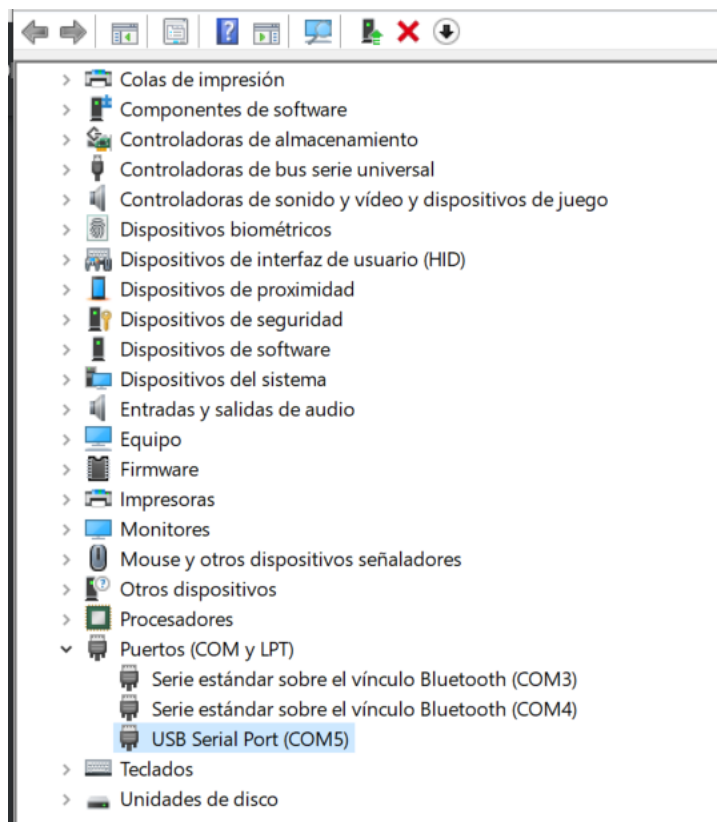 Colas de impresión
Componentes de software
Controladoras de almacenamiento
Controladoras de bus serie universal
Controladoras de sonido y vídeo y dispositivos de juego
Dispositivos biométricos
Dispositivos de interfaz de usuario (HID)
Dispositivos de proximidad
Dispositivos de seguridad
Dispositivos de software
Dispositivos del sistema
Entradas y salidas de audio
Equipo
Firmware
Impresoras
Monitores
Mouse y otros dispositivos señaladores
Otros dispositivos
Procesadores
Puertos (COM y LPT)
Serie estándar sobre el vínculo Bluetooth (COM3)
Serie estándar sobre el vínculo Bluetooth (COM4)
USB Serial Port (COM5)
Teclados
Unidades de disco